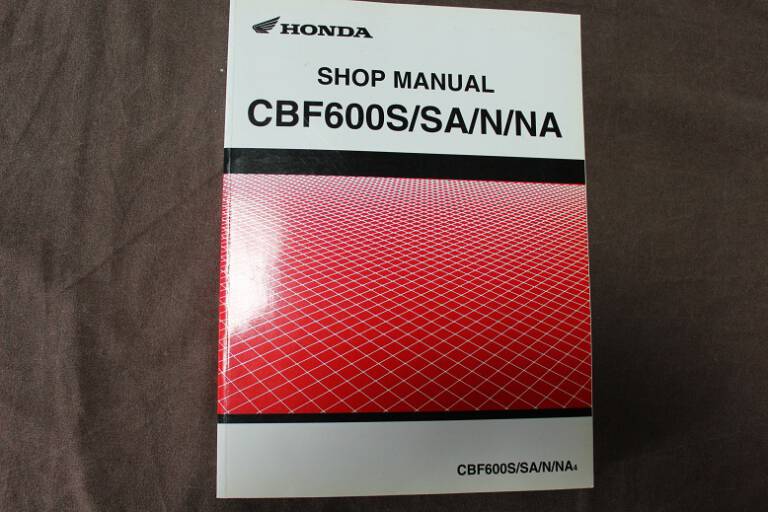 HONDA
SHOP MANUAL
CBF600S/SA/N/NA
CBF600S/SA/N/NA4